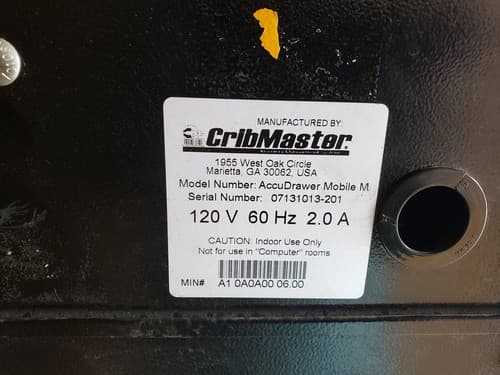 MANUFACTURED BY:
CribMaster
1955 West Oak Circle
Marietta, GA 30062, USA
Model Number: AccuDrawer Mobile M
Serial Number: 07131013-201
120 V 60 Hz 2.0 A
CAUTION: Indoor Use Only
Not for use in "Computer" rooms
MIN# A1 0A0A00 06.00